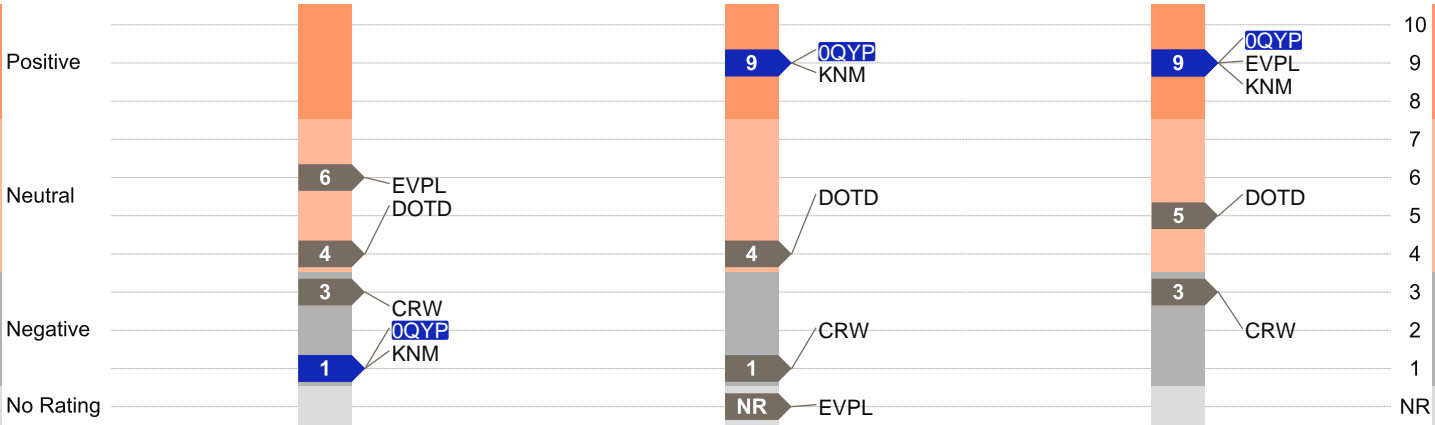 10
0QYP
0QYP
Positive
9
KNM
9
EVPL
9
KNM
8
7
6
EVPL
6
Neutral
DOTD
DOTD
DOTD
5
5
4
4
4
3
CRW
3
3
Negative
0QYP
CRW
CRW
2
KNM
1
1
1
No Rating
NR
EVPL
NR